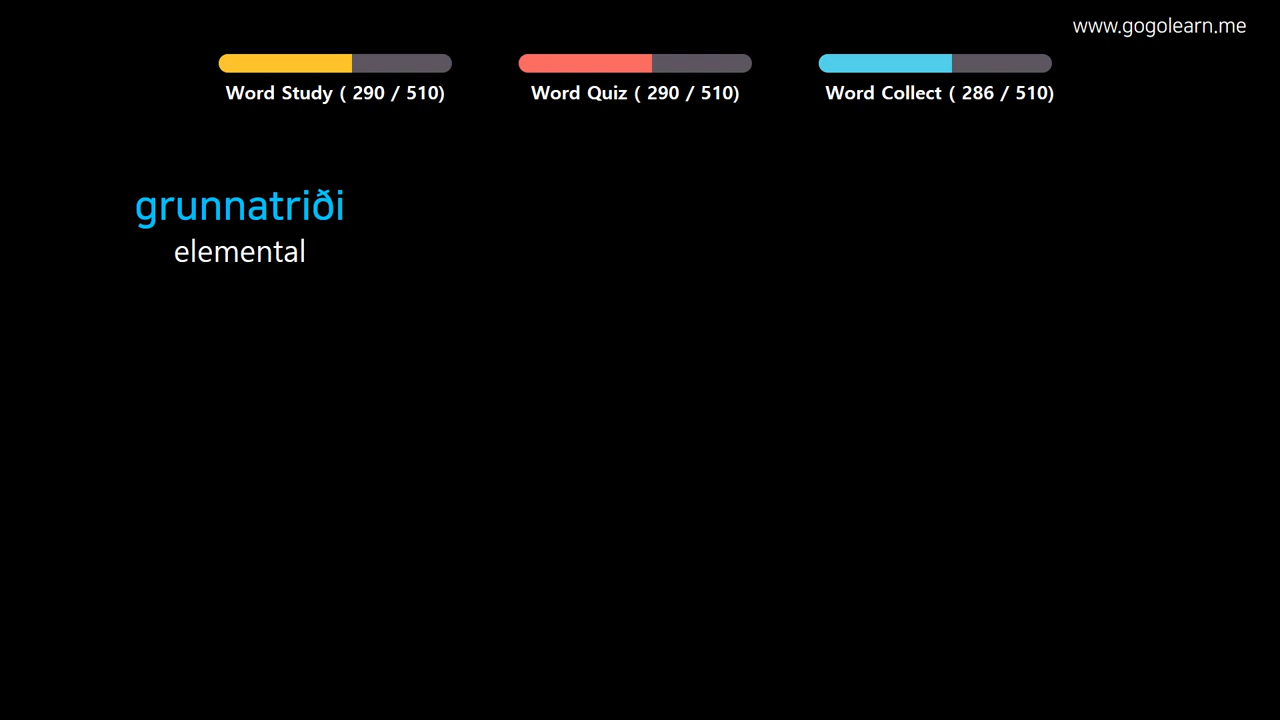 www.gogolearn.me
Word Study ( 290 / 510)
Word Quiz ( 290 / 510)
Word Collect ( 286 / 510)
grunnatriði
elemental